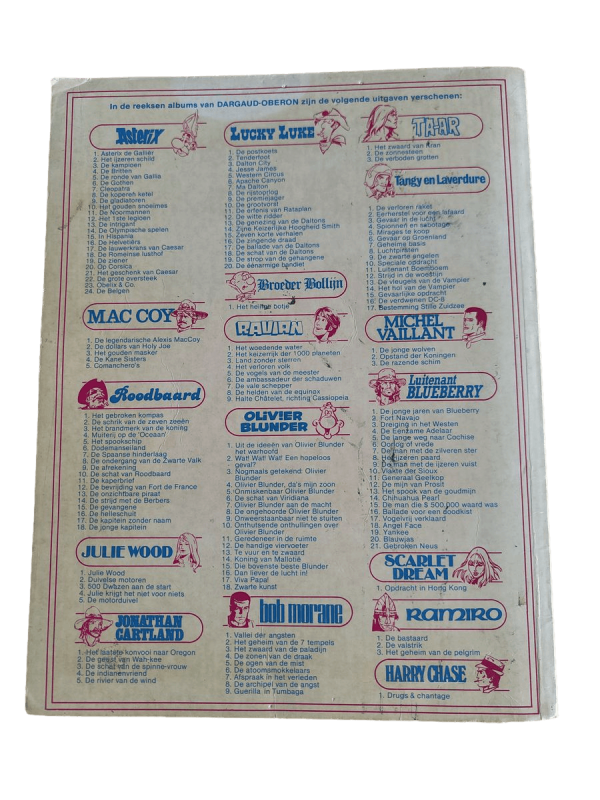 In de reeksen albums van DARGAUD-OBERON zijn de volgende uitgaven verschenen:
Asterix
1. Asterix de Galliër
2. Het ijzeren schild
3. De kampioen
4. De Britten
5. De ronde van Gallia
6. De Gothen
7. Cleopatra
8. De koperen ketel
9. De gladiatoren
10. Het gouden snoeimes
11. De Noormannen
12. Het 1ste legioen
13. De intrigant
14. De Olympische spelen
15. In Hispania
16. De Helvetiërs
17. De lauwerkrans van Caesar
18. De Romeinse lusthof
19. De ziener
20. Op Corsica
21. Het geschenk van Caesar
22. De grote oversteek
23. Obelix & Co.
24. De Belgen
MAC COY
1. De legendarische Alexis MacCoy
2. De dollars van Holy Joe
3. Het gouden masker
4. De Kane Sisters
5. Comanchero's
Roodbaard
1. Het gebroken kompas
2. De schrik van de zeven zeeën
3. Het brandmerk van de koning
4. Muiterij op de 'Oceaan'
5. Het spookschip
6. Dodemanseiland
7. De Spaanse hinderlaag
8. De ondergang van de Zwarte Valk
9. De afrekening
10. De schat van Roodbaard
11. De kaperbrief
12. De bevrijding van Fort de France
13. De onzichtbare piraat
14. De strijd met de Berbers
15. De gevangene
16. De helleschuit
17. De kapitein zonder naam
18. De jonge kapitein
JULIE WOOD
1. Julie Wood
2. Duivelse motoren
3. 500 Dwazen aan de start
4. Julie krijgt het niet voor niets
5. De motorduivel
JONATHAN CARTLAND
1. Het laatste konvooi naar Oregon
2. De geest van Wah-kee
3. De schat van de spinne-vrouw
4. De indianenvriend
5. De rivier van de wind
LUCKY LUKE
1. De postkoets
2. Tenderfoot
3. Dalton City
4. Jesse James
5. Western Circus
6. Apache Canyon
7. Ma Dalton
8. De rijstoorlog
9. De premiejager
10. De grootvorst
11. De erfenis van Rataplan
12. De witte ridder
13. De genezing van de Daltons
14. Zijne Keizerlijke Hoogheid Smith
15. Zeven korte verhalen
16. De zingende draad
17. De ballade van de Daltons
18. De schat van de Daltons
19. De strop van de gehangene
20. De éénarmige bandiet
Broeder Bollijn
1. Het heilige botje
RAVIAN
1. Het woedende water
2. Het keizerrijk der 1000 planeten
3. Land zonder sterren
4. Het verloren volk
5. De vogels van de meester
6. De ambassadeur der schaduwen
7. De valse schepper
8. De helden van de equinox
9. Halte Châtelet, richting Cassiopeia
OLIVIER BLUNDER
1. Uit de ideeën van Olivier Blunder
het warhoofd
2. Wat! Wat! Wat! Een hopeloos
geval?
3. Nogmaals getekend: Olivier
Blunder
4. Olivier Blunder, da's mijn zoon
5. Onmiskenbaar Olivier Blunder
6. De schat van Viridiana
7. Olivier Blunder aan de macht
8. De ongehoorde Olivier Blunder
9. Onweerstaanbaar niet te stuiten
10. Onthutsende onthullingen over
Olivier Blunder
11. Geredeneer in de ruimte
12. De handige viervoeter
13. Te vuur en te zwaard
14. Koning van Mallotië
15. Die bovenste beste Blunder
16. Dan liever de lucht in!
17. Viva Papa!
18. Zwarte kunst
bob morane
1. Vallei der angsten
2. Het geheim van de 7 tempels
3. Het zwaard van de paladijn
4. De zonen van de draak
5. De ogen van de mist
6. De atoomsmokkelaars
7. Afspraak in het verleden
8. De archipel van de angst
9. Guerilla in Tumbaga
TA-AR
1. Het zwaard van Kran
2. De zonnesteen
3. De verboden grotten
Tangy en Laverdure
1. De verloren raket
2. Eerherstel voor een lafaard
3. Gevaar in de lucht
4. Spionnen en sabotage
5. Mirages te koop
6. Gevaar op Groenland
7. Geheime basis
8. Luchtpiraten
9. De zwarte engelen
10. Speciale opdracht
11. Luitenant Boemboem
12. Strijd in de woestijn
13. De vleugels van de Vampier
14. Het hol van de Vampier
15. Gevaarlijke opdracht
16. De verdwenen DC-8
17. Bestemming Stille Zuidzee
MICHEL VAILLANT
1. De jonge wolven
2. Opstand der Koningen
3. De razende schim
Luitenant BLUEBERRY
1. De jonge jaren van Blueberry
2. Fort Navajo
3. Dreiging in het Westen
4. De Eenzame Adelaar
5. De lange weg naar Cochise
6. Oorlog of vrede
7. De man met de zilveren ster
8. Het ijzeren paard
9. De man met de ijzeren vuist
10. Vlakte der Sioux
11. Generaal Geelkop
12. De mijn van Prosit
13. Het spook van de goudmijn
14. Chihuahua Pearl
15. De man die $ 500.000 waard was
16. Ballade voor een doodkist
17. Vogelvrij verklaard
18. Angel Face
19. Yankee
20. Blauwjas
21. Gebroken Neus
SCARLET DREAM
1. Opdracht in Hong Kong
RAMIRO
1. De bastaard
2. De valstrik
3. Het geheim van de pelgrim
HARRY CHASE
1. Drugs & chantage